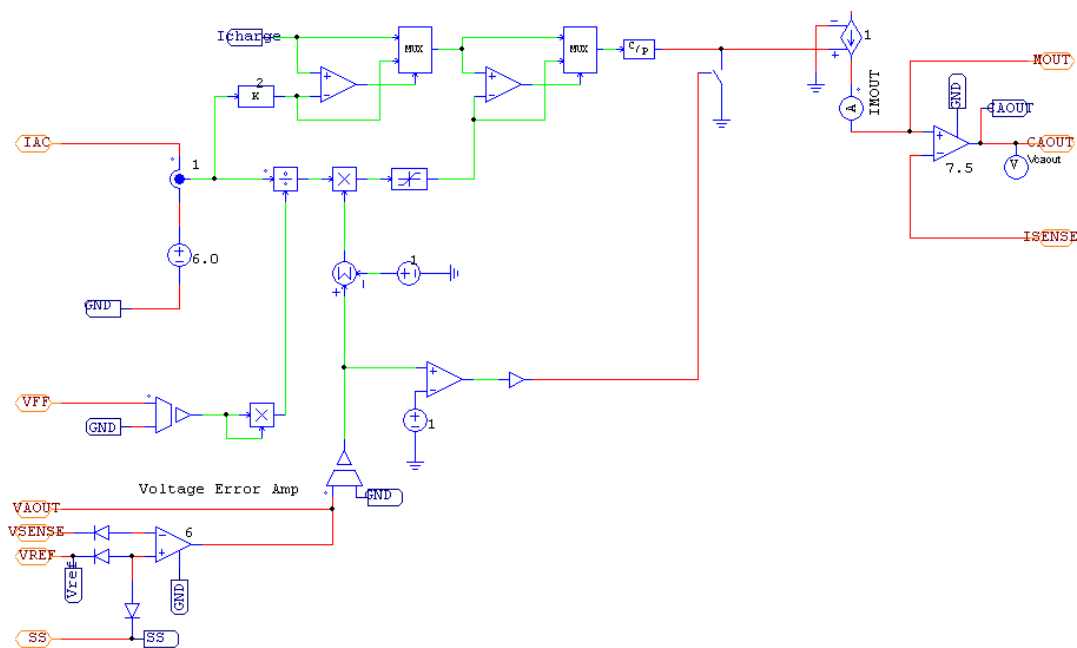 Icharge
MUX
MUX
C/p
1
2
K
IMOUT
A
MOUT
GND
CAOUT
IAC
1
CAOUT
V
Vcaout
7.5
6.0
1
ISENSE
GND
VFF
GND
1
Voltage Error Amp
GND
VAOUT
VSENSE
6
VREF
Vref
GND
SS
SS